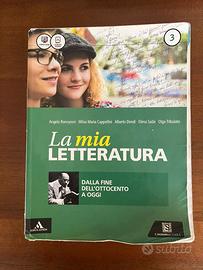 3
Angelo Roncoroni Milva Maria Cappellini Alberto Dendi Elena Sada Olga Tribulato
La mia
LETTERATURA
DALLA FINE
DELL'OTTOCENTO
A OGGI
Subito